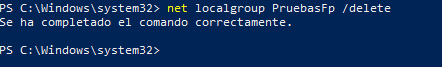 PS C:\Windows\system32> net localgroup PruebasFp /delete
Se ha completado el comando correctamente.
PS C:\Windows\system32>